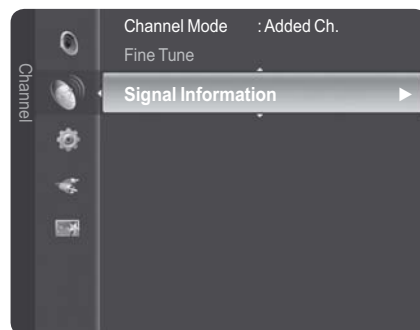 Channel
Channel Mode : Added Ch.
Fine Tune
Signal Information